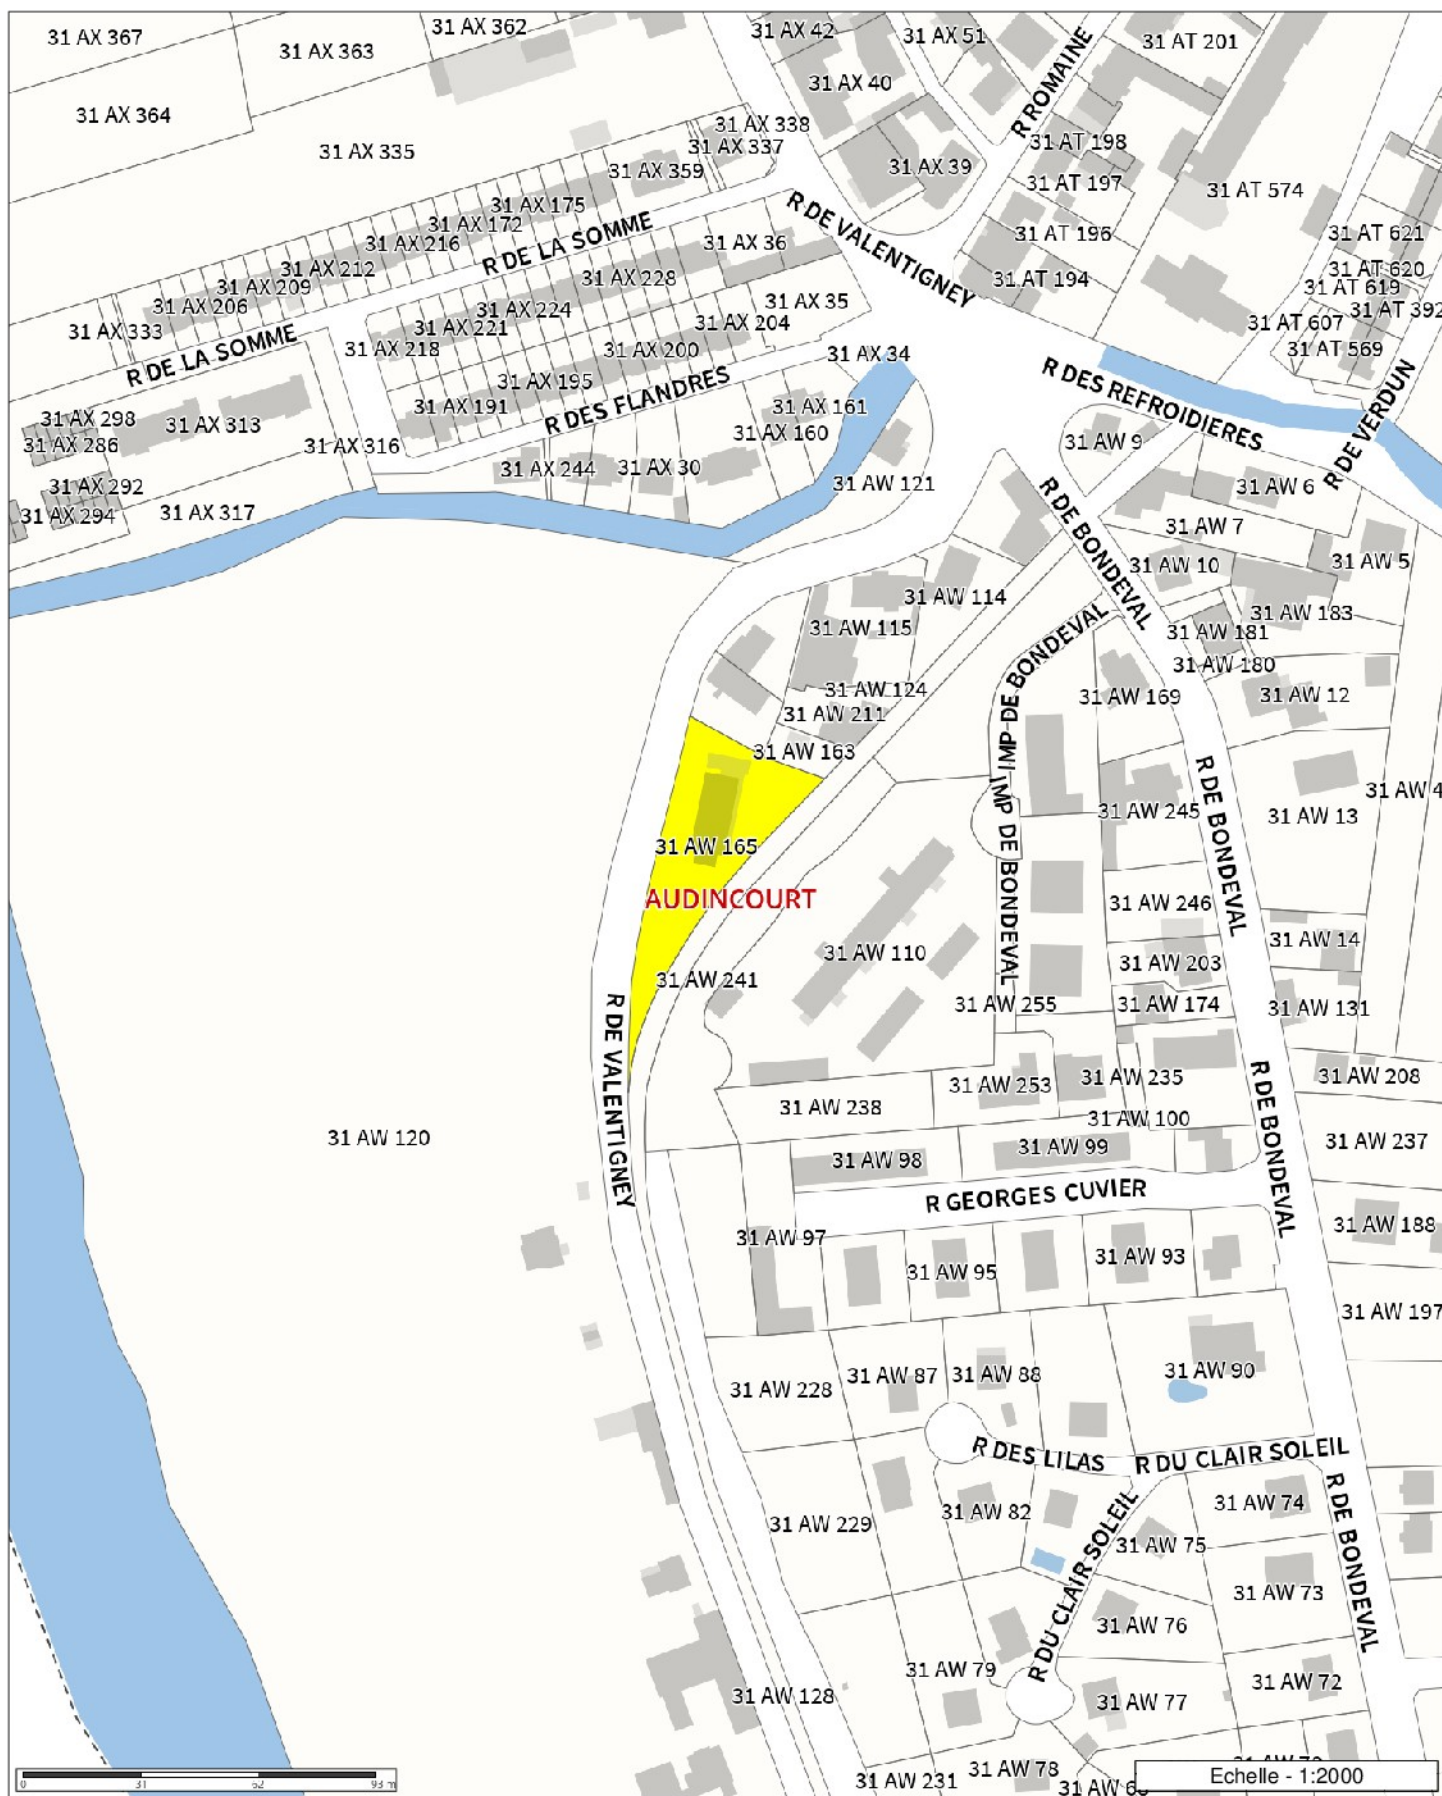 31 AX 367
31 AX 363
31 AX 362
31 AX 42
31 AX 51
31 AT 201
31 AX 40
R ROMAINE
31 AX 364
31 AX 335
31 AX 338
31 AX 337
31 AX 359
31 AX 39
31 AT 198
31 AT 197
31 AT 574
31 AX 175
31 AX 172
31 AX 216
31 AX 212
31 AX 209
31 AX 206
31 AX 333
R DE LA SOMME
R DE LA SOMME
R DE VALENTIGNEY
31 AX 36
31 AX 228
31 AX 224
31 AX 221
31 AX 218
31 AX 35
31 AX 204
31 AX 200
31 AX 195
31 AX 191
31 AT 196
31 AT 194
31 AT 621
31 AT 620
31 AT 619
31 AT 392
31 AT 607
31 AT 569
31 AX 34
R DES FLANDRES
R DES REFROIDIERES
R DE VERDUN
31 AX 298
31 AX 286
31 AX 313
31 AX 316
31 AX 292
31 AX 294
31 AX 317
31 AX 244
31 AX 30
31 AX 161
31 AX 160
31 AW 121
31 AW 9
31 AW 6
31 AW 7
31 AW 5
31 AW 10
R DE BONDEVAL
31 AW 183
31 AW 181
31 AW 180
31 AW 12
31 AW 114
31 AW 115
31 AW 124
31 AW 211
31 AW 163
IMP DE BONDEVAL
IMP DE BONDEVAL
IMP DE BONDEVAL
31 AW 169
31 AW 245
31 AW 13
31 AW 4
31 AW 165
AUDINCOURT
R DE BONDEVAL
31 AW 246
31 AW 14
31 AW 110
31 AW 203
31 AW 241
31 AW 255
31 AW 174
31 AW 131
R DE VALENTIGNEY
31 AW 253
31 AW 235
31 AW 208
31 AW 238
31 AW 100
R DE BONDEVAL
31 AW 120
31 AW 237
31 AW 98
31 AW 99
R GEORGES CUVIER
31 AW 188
31 AW 97
31 AW 95
31 AW 93
31 AW 197
31 AW 228
31 AW 87
31 AW 88
31 AW 90
R DES LILAS
R DU CLAIR SOLEIL
31 AW 229
31 AW 82
R DU CLAIR SOLEIL
31 AW 74
31 AW 75
R DE BONDEVAL
31 AW 73
31 AW 76
31 AW 79
31 AW 72
31 AW 128
31 AW 77
31 AW 78
31 AW 231
0 31 62 93 m
Echelle - 1:2000